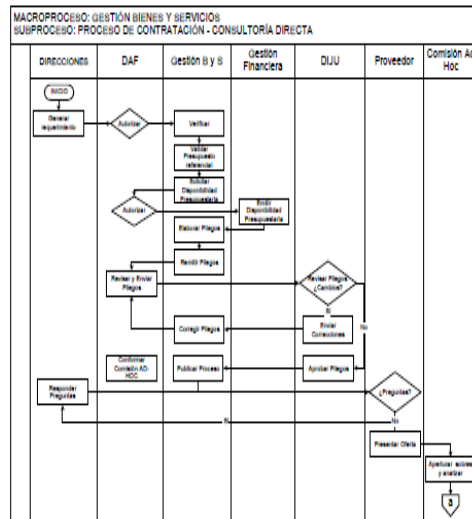 MACROPROCESO: GESTIÓN BIENES Y SERVICIOS
SUBPROCESO: PROCESO DE CONTRATACIÓN - CONSULTORÍA DIRECTA
DIRECCIONES
DAF
Gestión B y S
Gestión
Financiera
DIJU
Proveedor
Comisión Ad
Hoc
INICIO
Generar
requerimiento
Autorizar
Verificar
Validar
Presupuesto
referencial
Solicitar
Disponibilidad
Presupuestaria
Autorizar
Emitir
Disponibilidad
Presupuestaria
Elaborar Pliegos
Remitir Pliegos
Revisar y Enviar
Pliegos
Revisar Pliegos
¿Cambios?
Si
No
Corregir Pliegos
Enviar
Correcciones
Conformar
Comisión AD-
HOC
Publicar Proceso
Aprobar Pliegos
Responder
Preguntas
¿Preguntas?
Si
No
Presentar Oferta
Aperturar sobres
y analizar
a